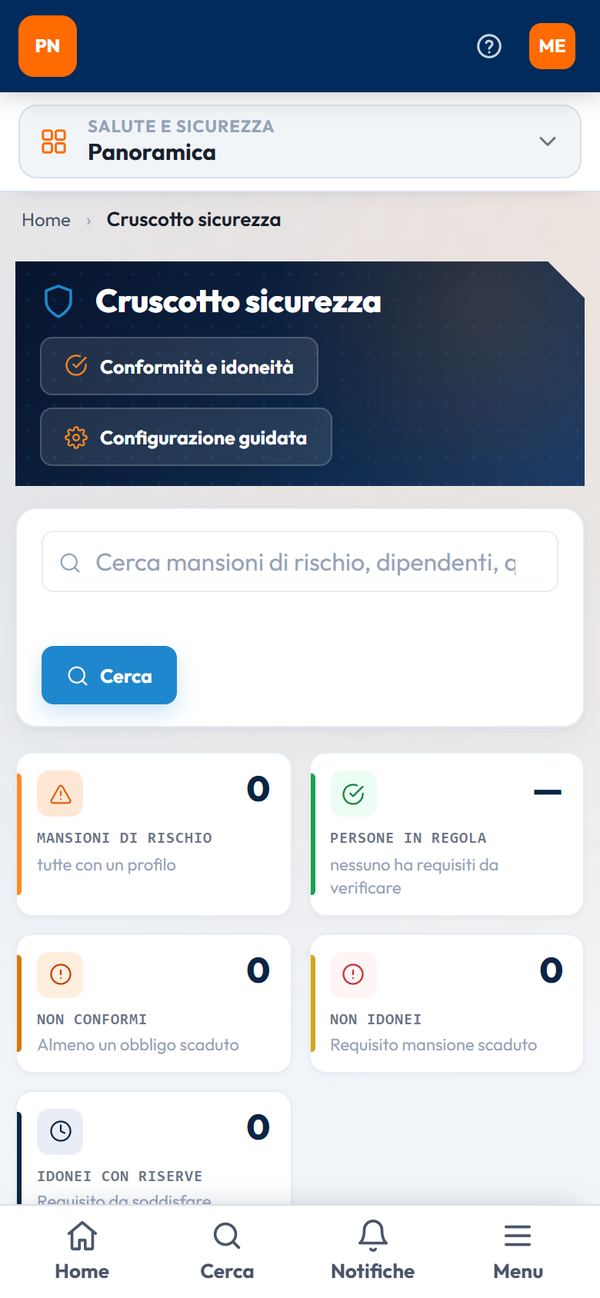 PN
ME
SALUTE E SICUREZZA
Panoramica
Home › Cruscotto sicurezza
Cruscotto sicurezza
Conformità e idoneità
Configurazione guidata
Cerca mansioni di rischio, dipendenti, q
Cerca
0
MANSIONI DI RISCHIO
tutte con un profilo
—
PERSONE IN REGOLA
nessuno ha requisiti da
verificare
0
NON CONFORMI
Almeno un obbligo scaduto
0
NON IDONEI
Requisito mansione scaduto
0
IDONEI CON RISERVE
Requisito da soddisfare
Home
Cerca
Notifiche
Menu